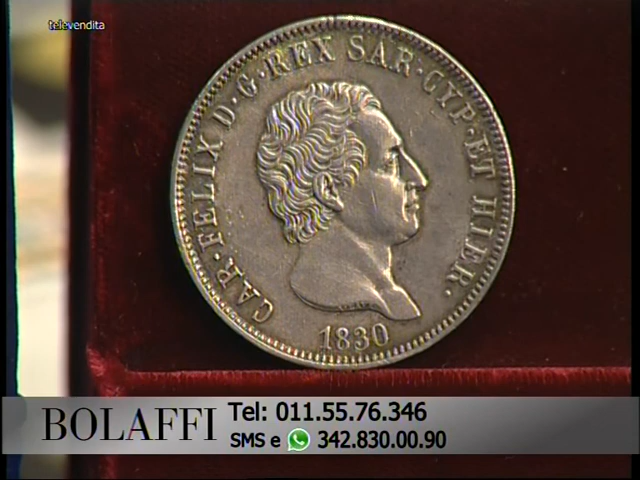 televendita
CAR·FELIX D·G·REX SAR·CYP·ET HIER·
1830
BOLAFFI
Tel: 011.55.76.346
SMS e 342.830.00.90